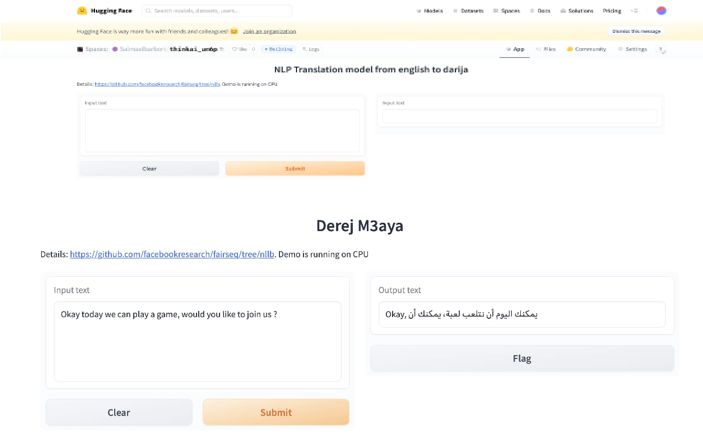 Hugging Face
Search models, datasets, users...
Models Datasets Spaces Docs Solutions Pricing
Hugging Face is way more fun with friends and colleagues! 🤗 Join an organization
Dismiss this message
Spaces: thinkai_um6p like 0 Building Logs
App Files Community Settings
NLP Translation model from english to darija
Details: https://github.com/facebookresearch/fairseq/tree/nllb. Demo is running on CPU
Input text
Input text
Clear
Submit
Derej M3aya
Details: https://github.com/facebookresearch/fairseq/tree/nllb. Demo is running on CPU
Input text
Okay today we can play a game, would you like to join us ?
Output text
Okay, يمكنك اليوم أن نتلعب لعبة، يمكنك أن
Flag
Clear
Submit